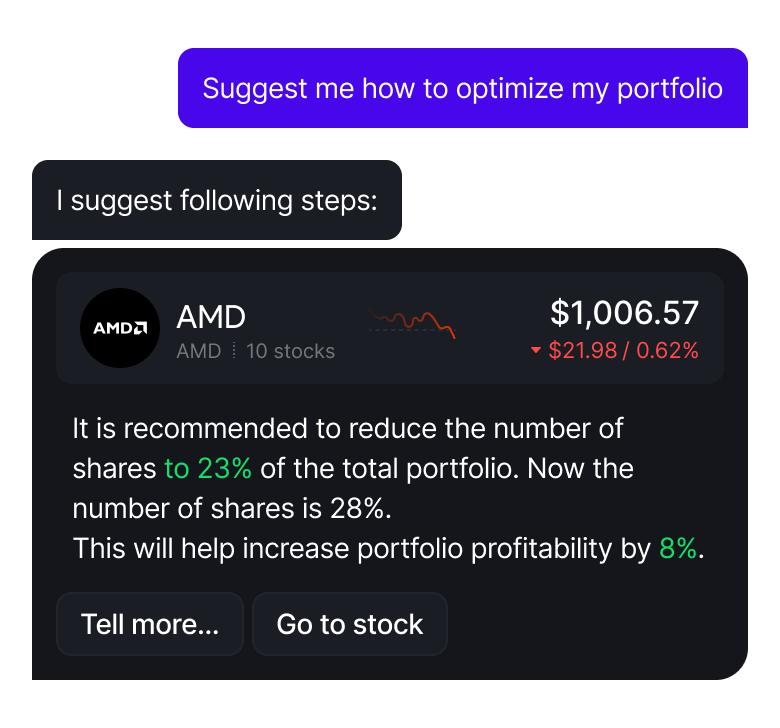 Suggest me how to optimize my portfolio
I suggest following steps:
AMD
AMD
$1,006.57
AMD 10 stocks
$21.98 / 0.62%
It is recommended to reduce the number of
shares to 23% of the total portfolio. Now the
number of shares is 28%.
This will help increase portfolio profitability by 8%.
Tell more...
Go to stock